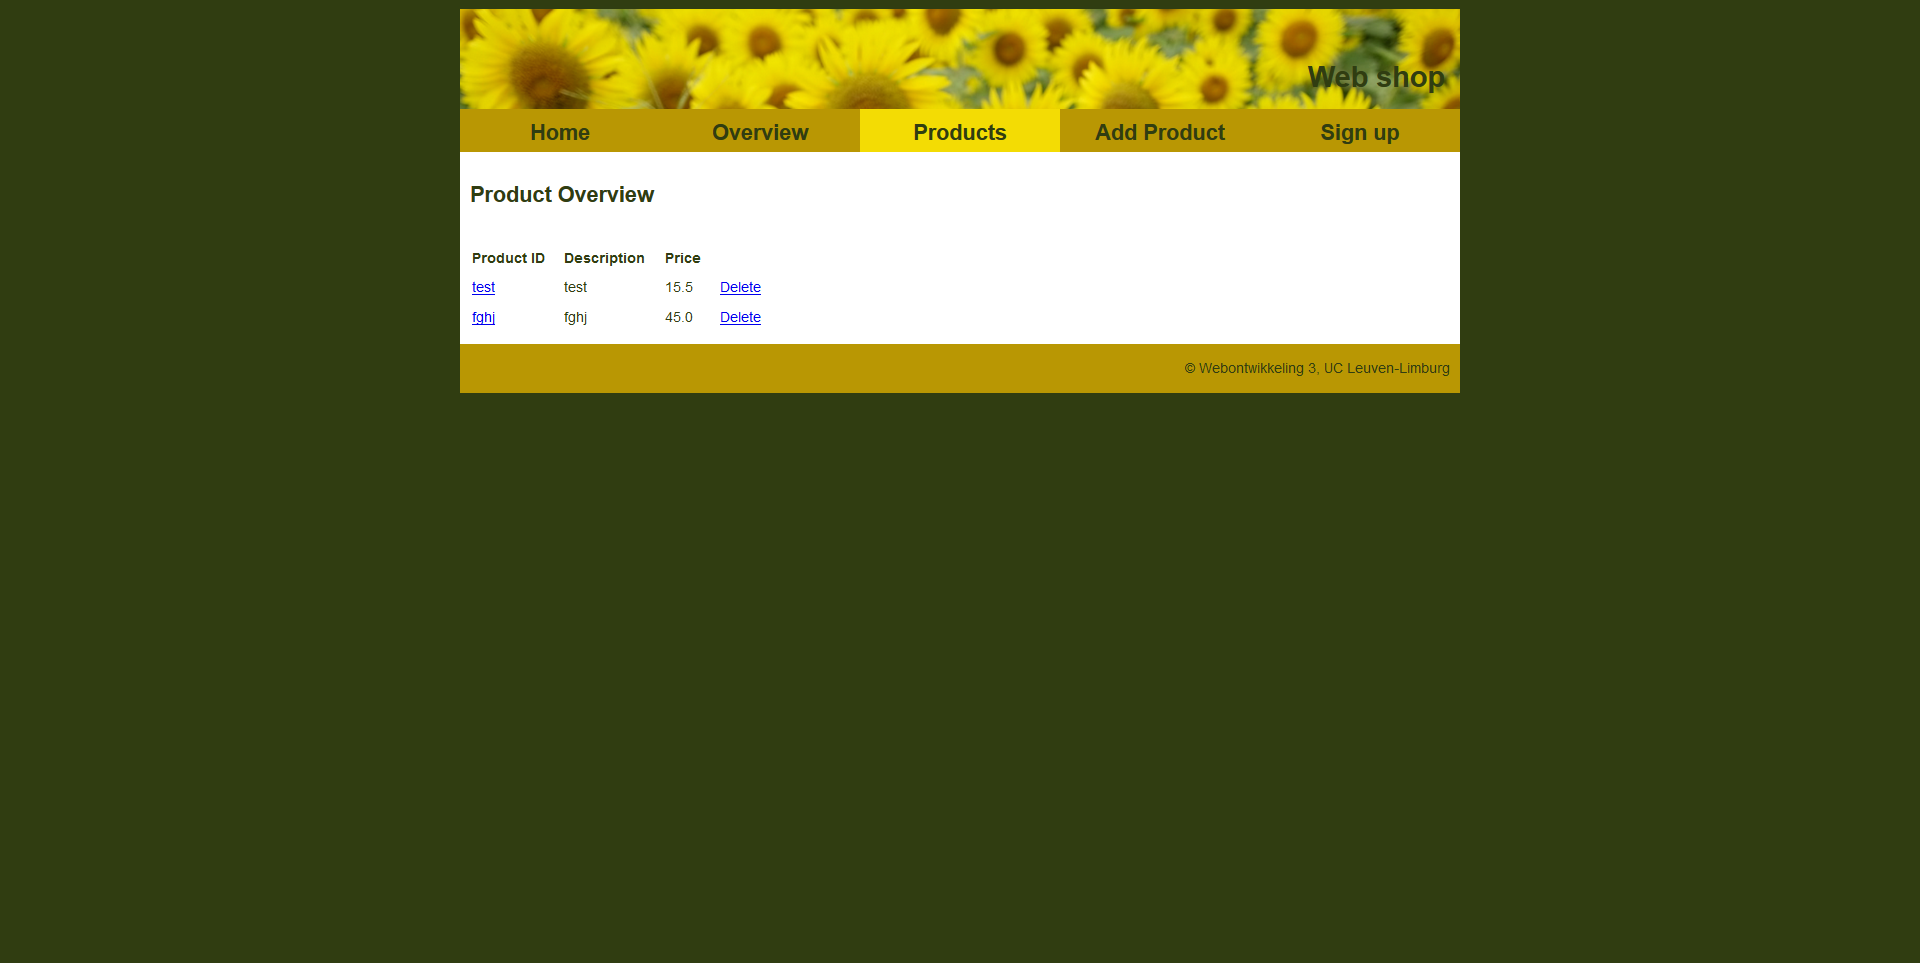 Web shop
Home Overview Products Add Product Sign up
Product Overview
Product ID Description Price
test test 15.5 Delete
fghj fghj 45.0 Delete
© Webontwikkeling 3, UC Leuven-Limburg